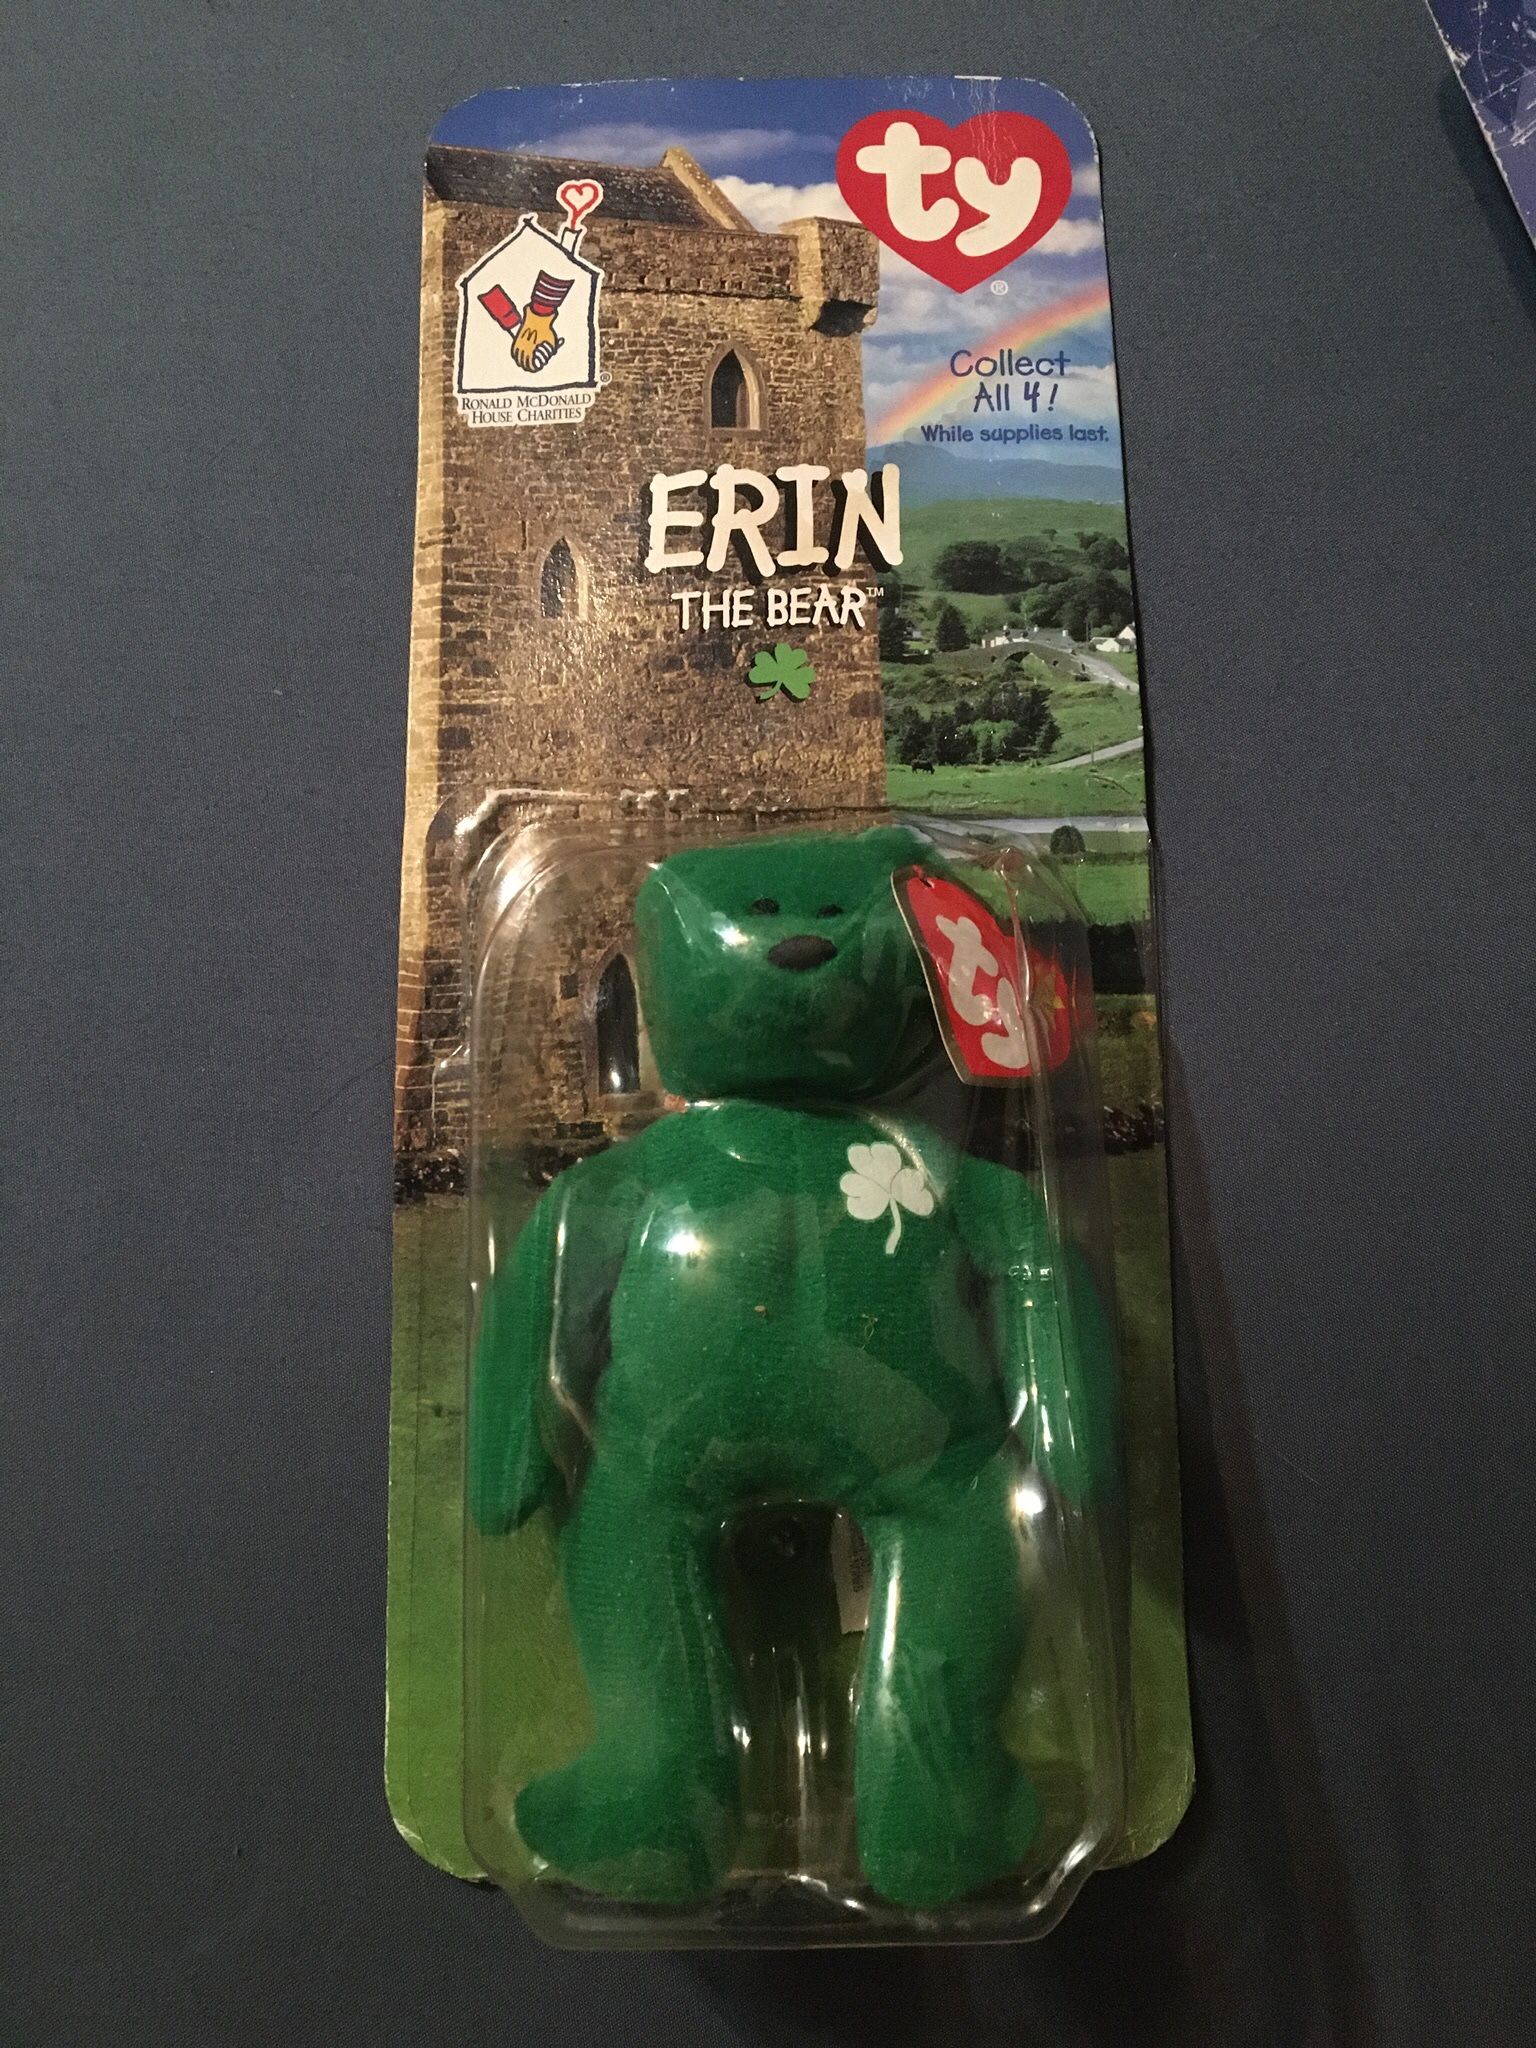 ty
®
RONALD McDONALD
HOUSE CHARITIES
®
Collect
All 4!
While supplies last.
ERIN
THE BEAR™
ty